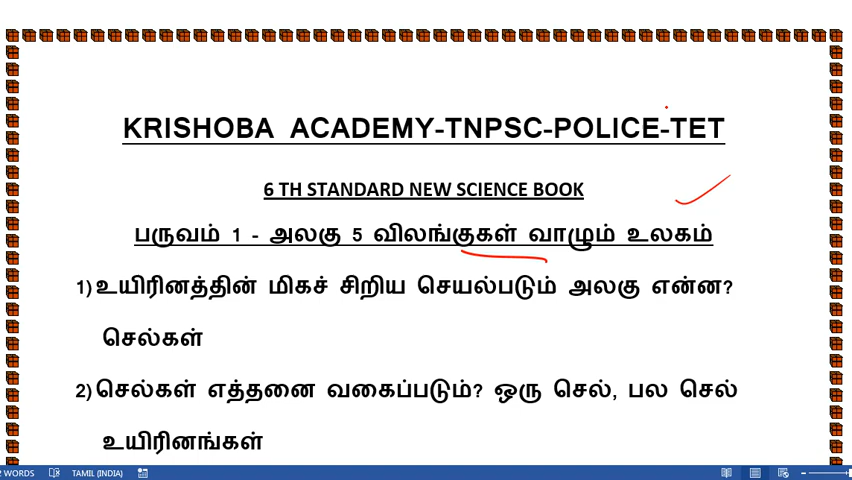 KRISHOBA ACADEMY-TNPSC-POLICE-TET
6 TH STANDARD NEW SCIENCE BOOK
பருவம் 1 - அலகு 5 விலங்குகள் வாழும் உலகம்
1) உயிரினத்தின் மிகச் சிறிய செயல்படும் அலகு என்ன?
செல்கள்
2) செல்கள் எத்தனை வகைப்படும்? ஒரு செல், பல செல்
உயிரினங்கள்
WORDS TAMIL (INDIA)